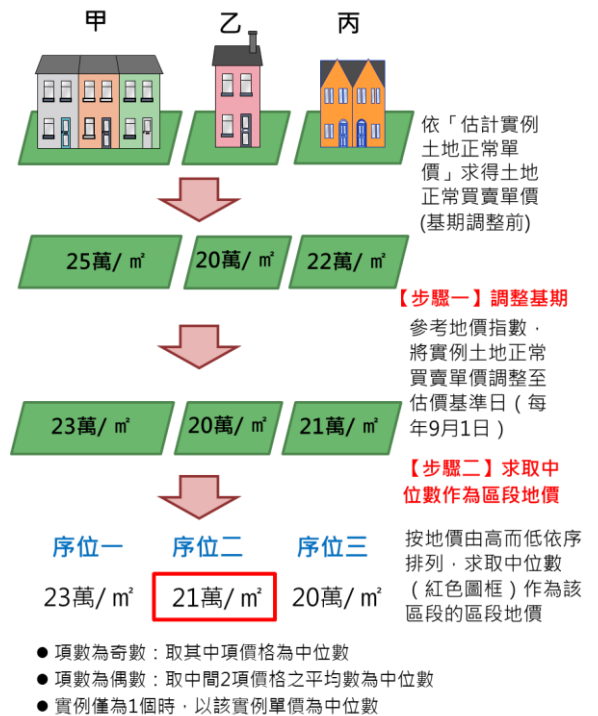 甲
乙
丙
依「估計實例
土地正常單
價」求得土地
正常買賣單價
(基期調整前)
25萬/ ㎡
20萬/ ㎡
22萬/ ㎡
【步驟一】調整基期
參考地價指數，
將實例土地正常
買賣單價調整至
估價基準日（每
年9月1日）
23萬/ ㎡
20萬/ ㎡
21萬/ ㎡
【步驟二】求取中
位數作為區段地價
序位一
序位二
序位三
按地價由高而低依序
排列，求取中位數
（紅色圖框）作為該
區段的區段地價
23萬/ ㎡
21萬/ ㎡
20萬/ ㎡
● 項數為奇數：取其中項價格為中位數
● 項數為偶數：取中間2項價格之平均數為中位數
● 實例僅為1個時，以該實例單價為中位數